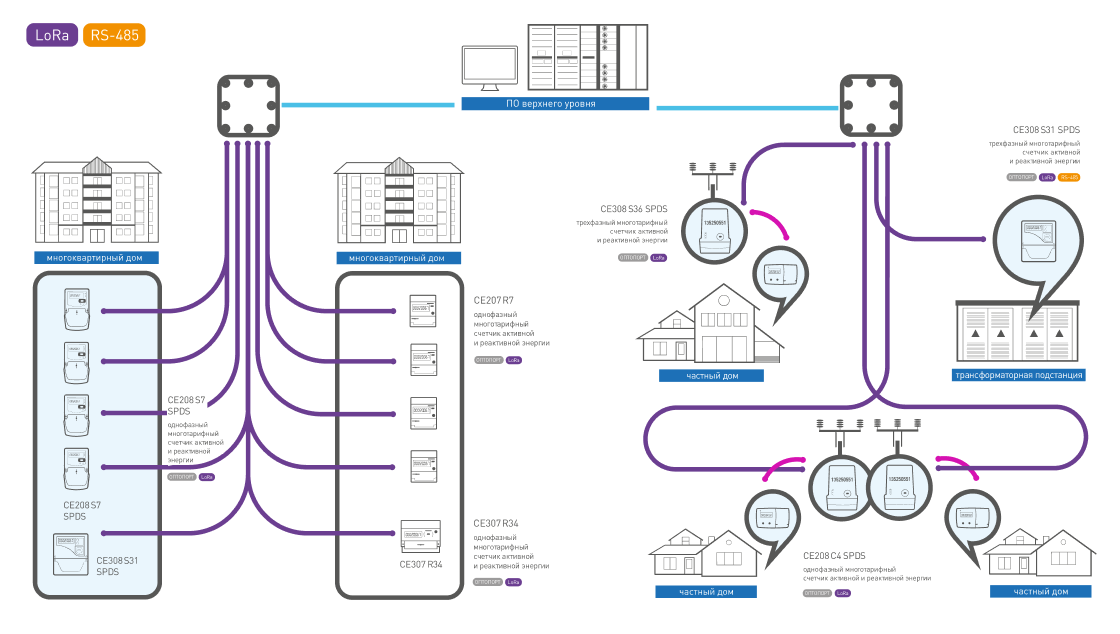 LoRa
RS-485
ПО верхнего уровня
CE308 S31 SPDS
трехфазный многотарифный
счетчик активной
и реактивной энергии
ОПТОПОРТ
LoRa
RS-485
CE308 S36 SPDS
трехфазный многотарифный
счетчик активной
и реактивной энергии
ОПТОПОРТ
LoRa
135250551
многоквартирный дом
многоквартирный дом
CE207 R7
однофазный
многотарифный
счетчик активной
и реактивной энергии
ОПТОПОРТ
LoRa
частный дом
трансформаторная подстанция
CE208 S7
SPDS
однофазный
многотарифный
счетчик активной
и реактивной
энергии
ОПТОПОРТ
LoRa
135250551
135250551
CE208 S7
SPDS
CE308 S31
SPDS
CE307 R34
CE307 R34
однофазный
многотарифный
счетчик активной
и реактивной энергии
ОПТОПОРТ
LoRa
CE208 C4 SPDS
однофазный многотарифный
счетчик активной и реактивной энергии
ОПТОПОРТ
LoRa
частный дом
частный дом